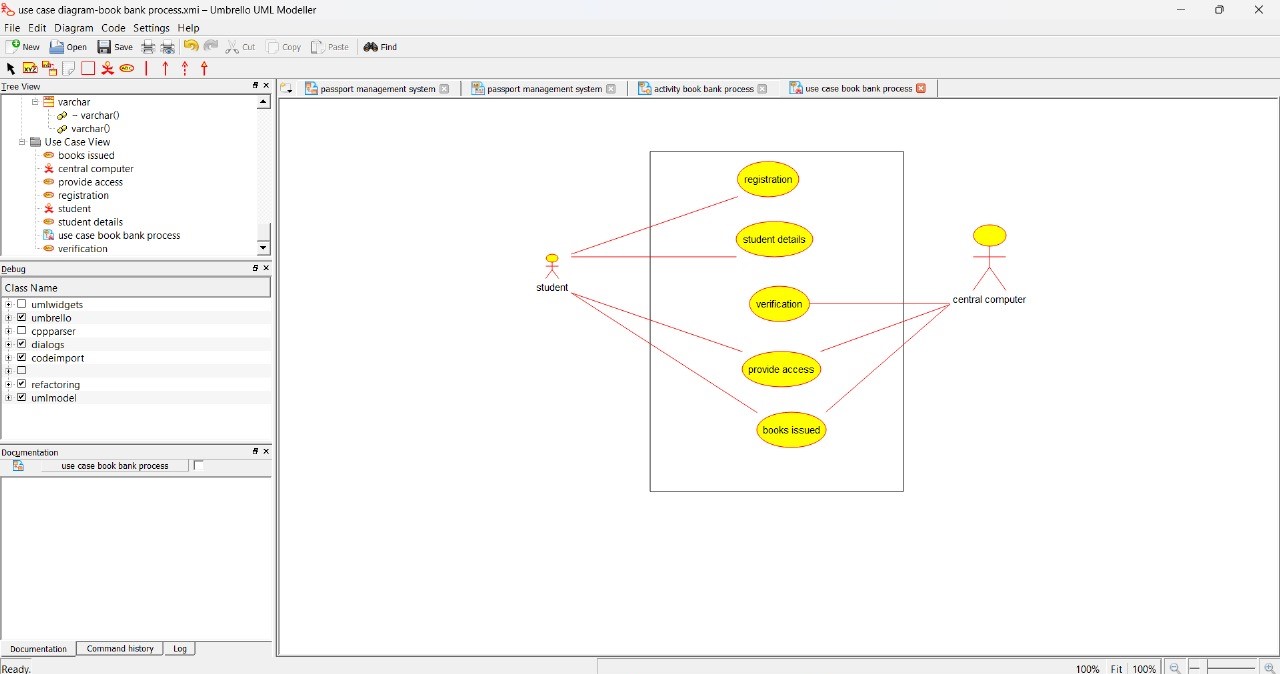 use case diagram-book bank process.xmi – Umbrello UML Modeller
File Edit Diagram Code Settings Help
New Open Save Cut Copy Paste Find
ABC
Tree View
passport management system passport management system activity book bank process use case book bank process
varchar
– varchar()
varchar()
Use Case View
books issued
central computer
provide access
registration
student
student details
use case book bank process
verification
Debug
Class Name
umlwidgets
umbrello
cppparser
dialogs
codeimport
refactoring
umlmodel
Documentation
use case book bank process
Documentation Command history Log
registration
student details
student
verification
central computer
provide access
books issued
Ready.
100% Fit 100%